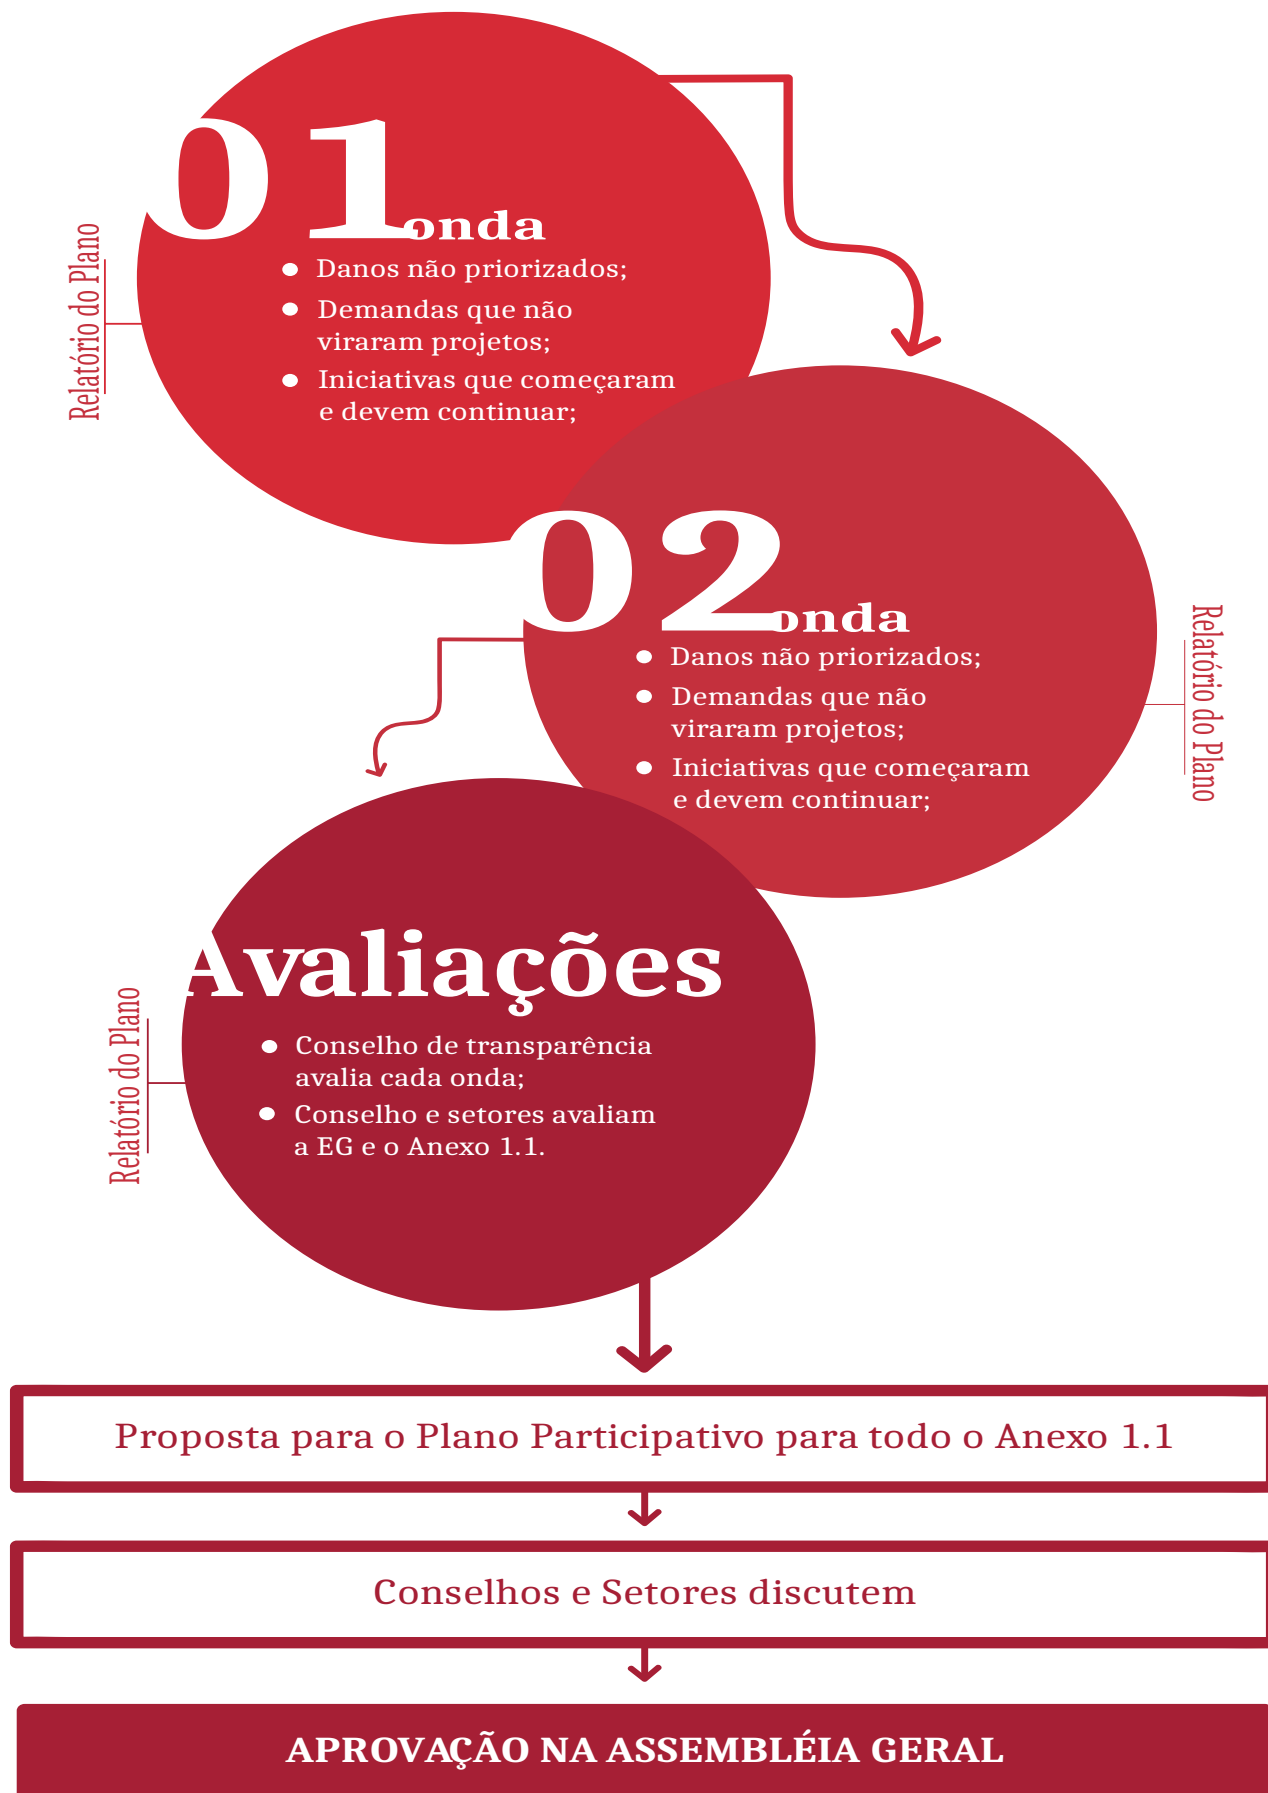 01 onda
Relatório do Plano
• Danos não priorizados;
• Demandas que não
viraram projetos;
• Iniciativas que começaram
e devem continuar;
02 onda
Relatório do Plano
• Danos não priorizados;
• Demandas que não
viraram projetos;
• Iniciativas que começaram
e devem continuar;
Avaliações
Relatório do Plano
• Conselho de transparência
avalia cada onda;
• Conselho e setores avaliam
a EG e o Anexo 1.1.
Proposta para o Plano Participativo para todo o Anexo 1.1
Conselhos e Setores discutem
APROVAÇÃO NA ASSEMBLÉIA GERAL